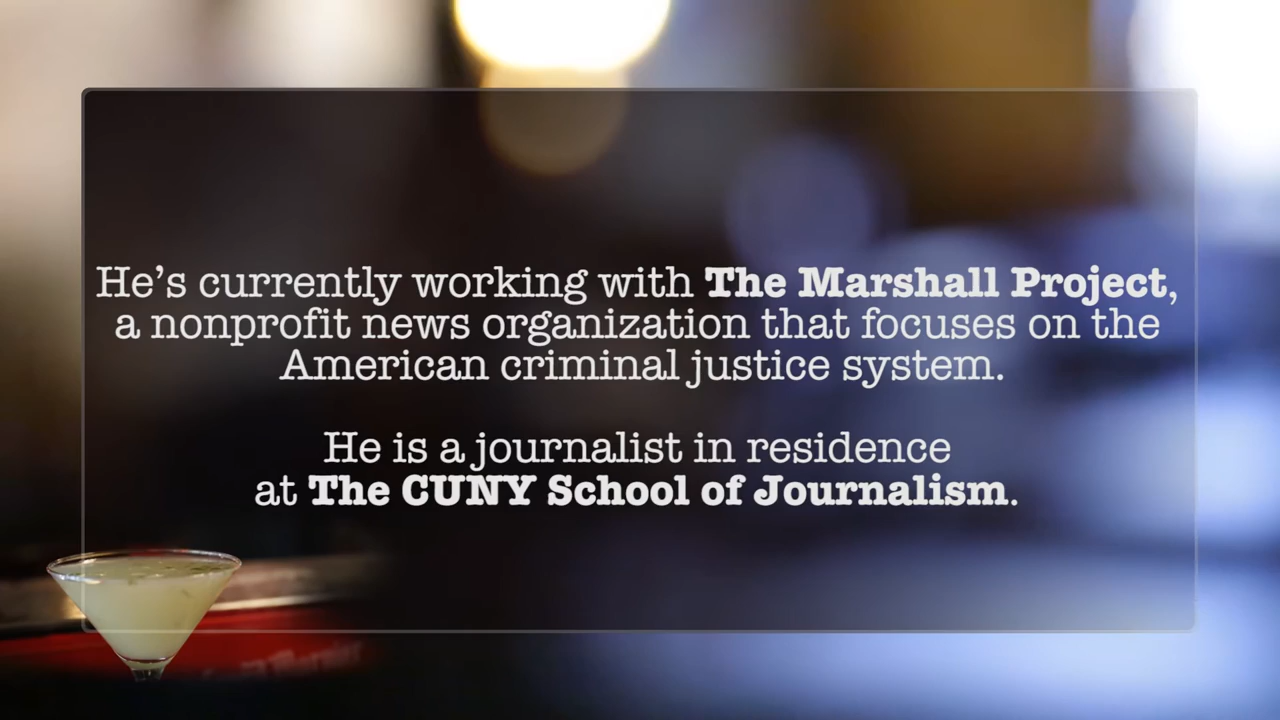 He’s currently working with The Marshall Project,
a nonprofit news organization that focuses on the
American criminal justice system.
He is a journalist in residence
at The CUNY School of Journalism.